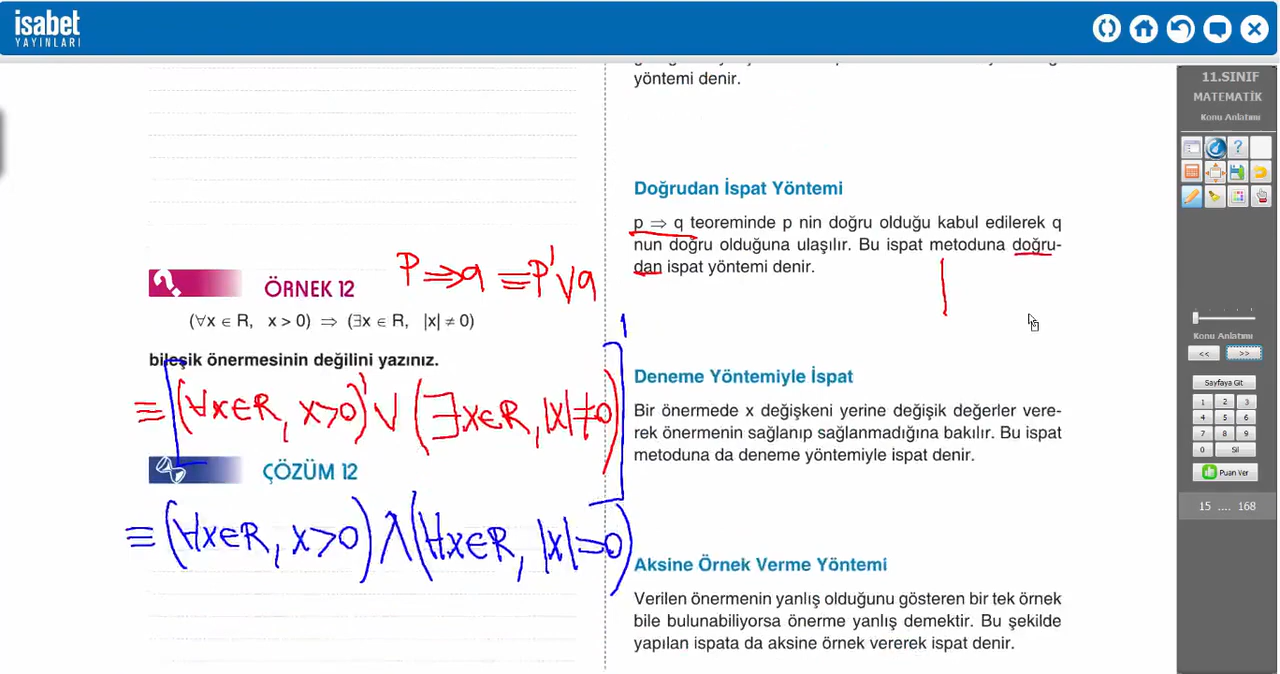 isabet
YAYINLARI
11.SINIF
MATEMATİK
Konu Anlatımı
yöntemi denir.
Doğrudan İspat Yöntemi
p ⇒ q teoreminde p nin doğru olduğu kabul edilerek q
nun doğru olduğuna ulaşılır. Bu ispat metoduna doğru-
dan ispat yöntemi denir.
P ⇒ q ≡ P' ∨ q
?
ÖRNEK 12
(∀x ∈ R, x > 0) ⇒ (∃x ∈ R, |x| ≠ 0)
bileşik önermesinin değilini yazınız.
≡ [(∀x∈R, x>0)' ∨ (∃x∈R, |x|≠0)]'
ÇÖZÜM 12
≡ (∀x∈R, x>0) ∧ (∀x∈R, |x|=0)
Deneme Yöntemiyle İspat
Bir önermede x değişkeni yerine değişik değerler vere-
rek önermenin sağlanıp sağlanmadığına bakılır. Bu ispat
metoduna da deneme yöntemiyle ispat denir.
Aksine Örnek Verme Yöntemi
Verilen önermenin yanlış olduğunu gösteren bir tek örnek
bile bulunabiliyorsa önerme yanlış demektir. Bu şekilde
yapılan ispata da aksine örnek vererek ispat denir.
?
Konu Anlatımı
<< >>
Sayfaya Git
1 2 3
4 5 6
7 8 9
0 Sil
Puan Ver
15 .... 168